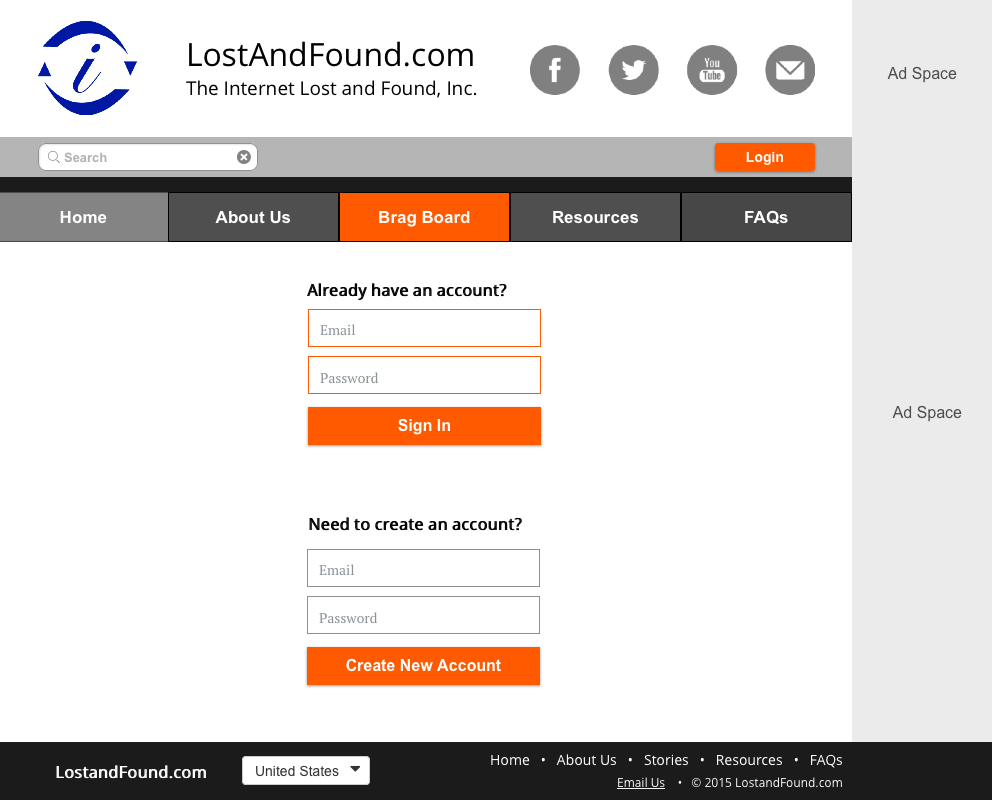 i
LostAndFound.com
The Internet Lost and Found, Inc.
f
You
Tube
Ad Space
Search
Login
Home
About Us
Brag Board
Resources
FAQs
Already have an account?
Email
Password
Sign In
Ad Space
Need to create an account?
Email
Password
Create New Account
LostandFound.com
United States
Home • About Us • Stories • Resources • FAQs
Email Us • © 2015 LostandFound.com